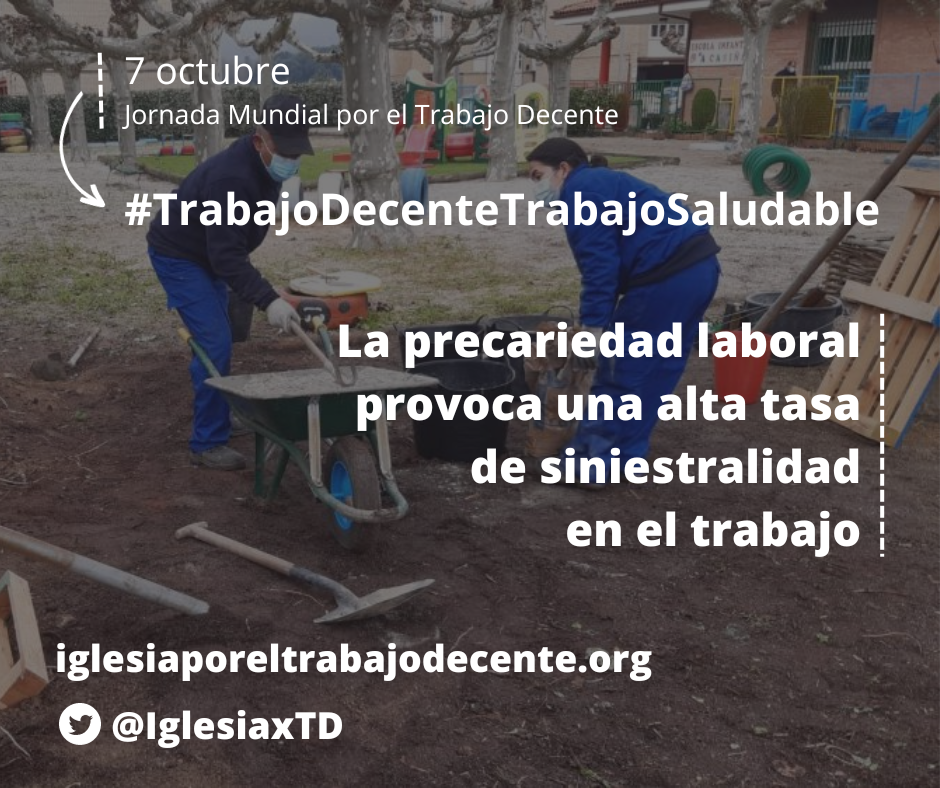 7 octubre
Jornada Mundial por el Trabajo Decente
#TrabajoDecenteTrabajoSaludable
La precariedad laboral
provoca una alta tasa
de siniestralidad
en el trabajo
iglesiaporeltrabajodecente.org
@IglesiaxTD